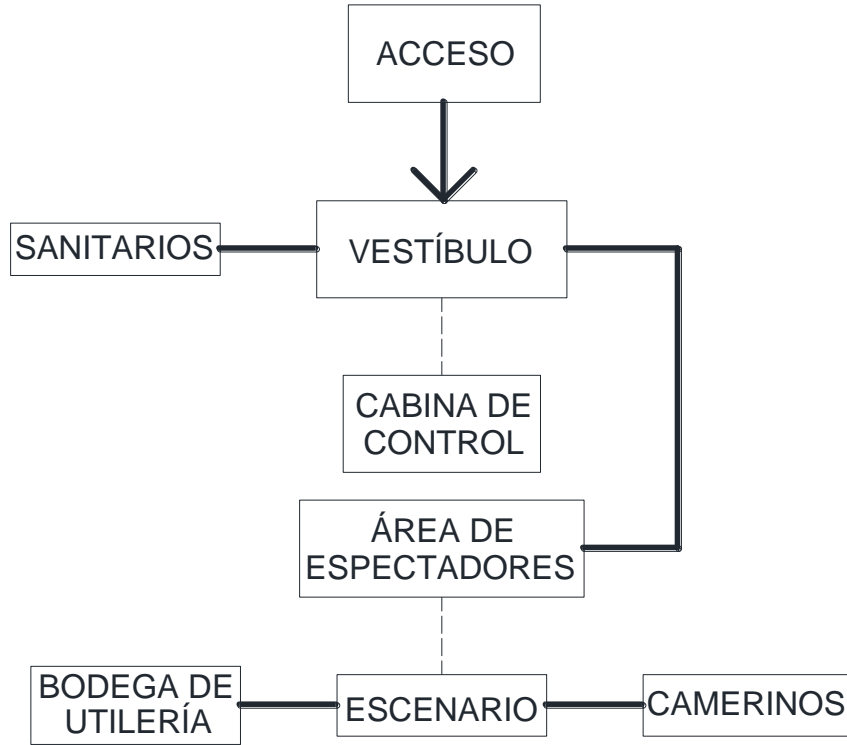 ACCESO
SANITARIOS
VESTÍBULO
CABINA DE
CONTROL
ÁREA DE
ESPECTADORES
BODEGA DE
UTILERÍA
ESCENARIO
CAMERINOS